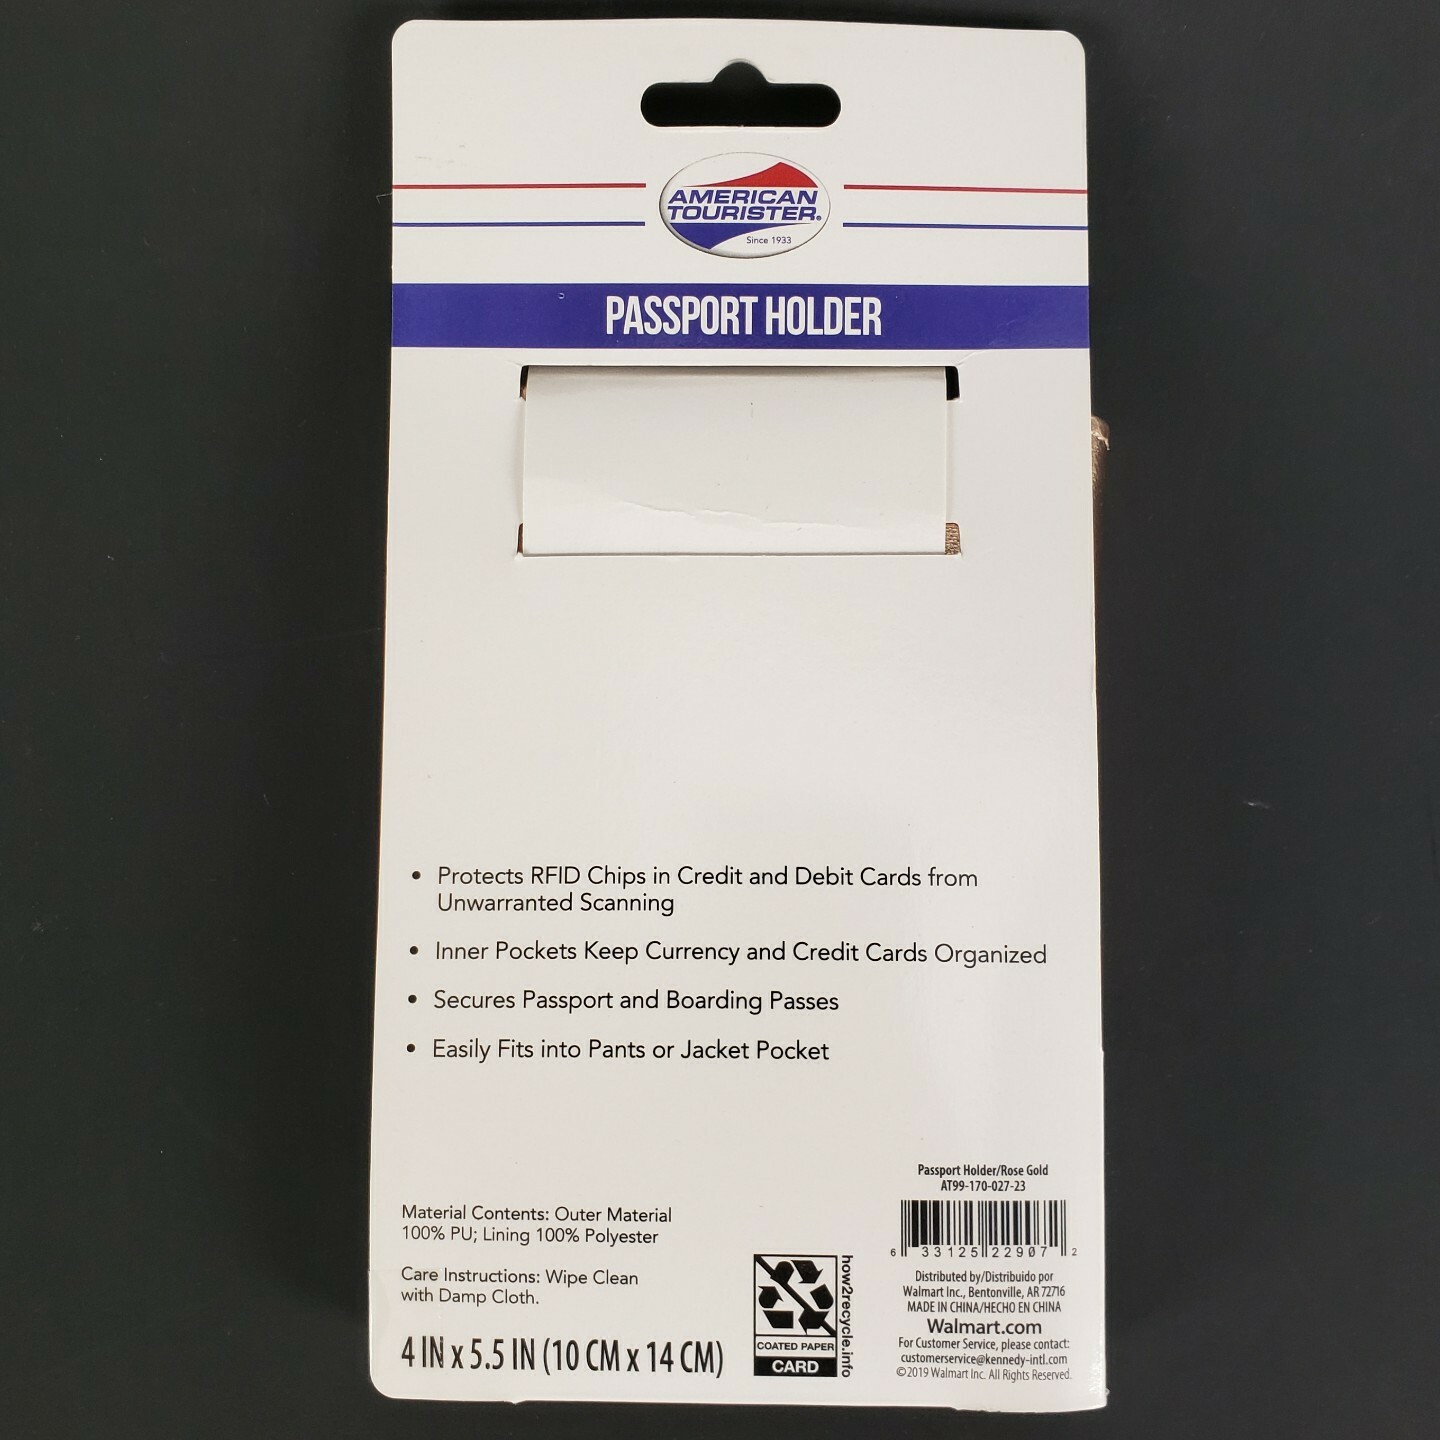 AMERICAN
TOURISTER®
Since 1933
PASSPORT HOLDER
• Protects RFID Chips in Credit and Debit Cards from
Unwarranted Scanning
• Inner Pockets Keep Currency and Credit Cards Organized
• Secures Passport and Boarding Passes
• Easily Fits into Pants or Jacket Pocket
Material Contents: Outer Material
100% PU; Lining 100% Polyester
Care Instructions: Wipe Clean
with Damp Cloth.
4 IN x 5.5 IN (10 CM x 14 CM)
COATED PAPER
CARD
how2recycle.info
Passport Holder/Rose Gold
AT99-170-027-23
6 33125 22907 2
Distributed by/Distribuido por
Walmart Inc., Bentonville, AR 72716
MADE IN CHINA/HECHO EN CHINA
Walmart.com
For Customer Service, please contact:
customerservice@kennedy-intl.com
©2019 Walmart Inc. All Rights Reserved.